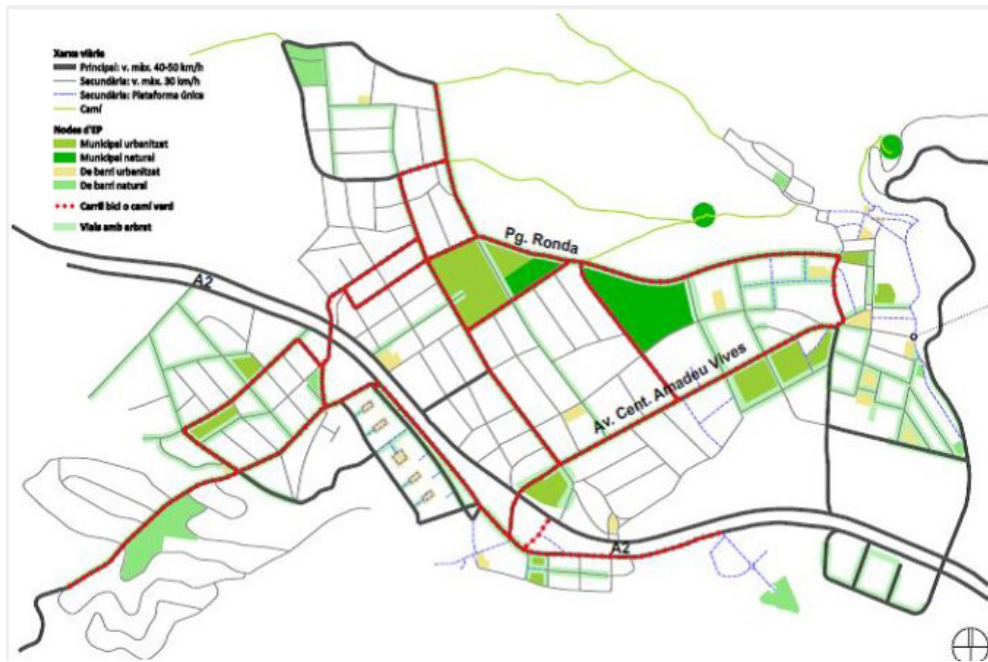 Xarxa viària
Principal: v. màx. 40-50 km/h
Secundària: v. màx. 30 km/h
Secundària: Plataforma única
Camí
Nodes d'EP
Municipal urbanitzat
Municipal natural
De barri urbanitzat
De barri natural
Carril bici o camí verd
Vials amb arbrat
Pg. Ronda
A2
Av. Cent. Amadeu Vives
A2